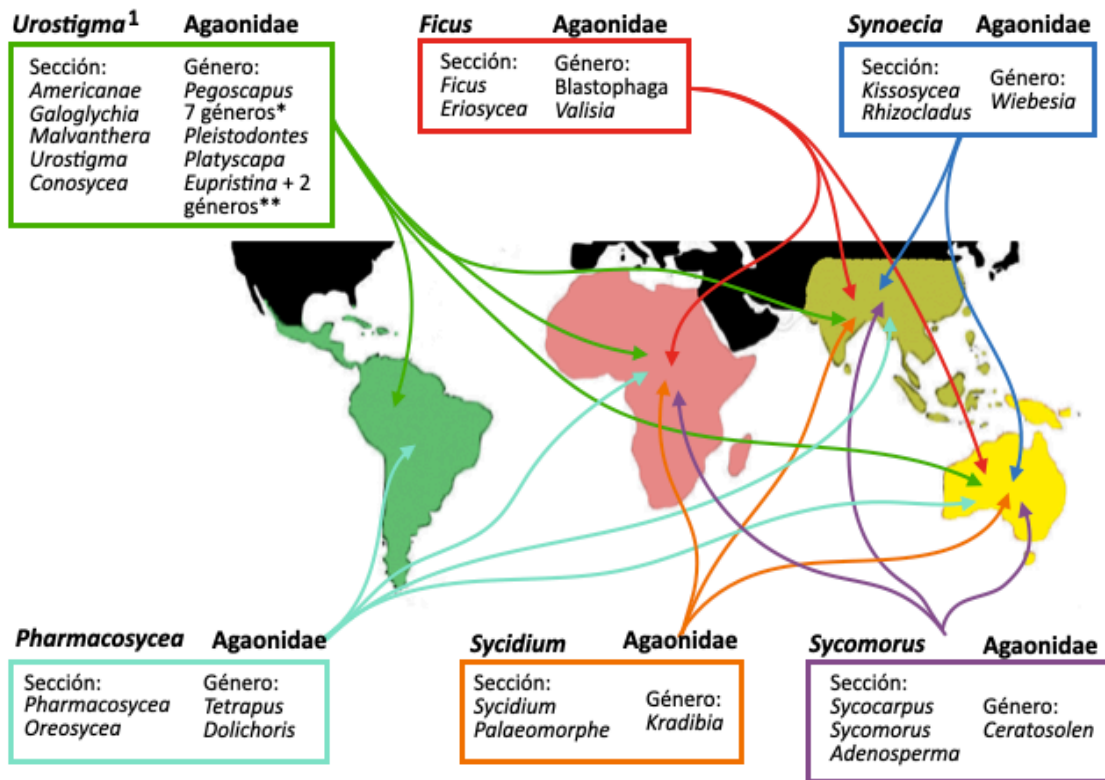 Urostigma1 Agaonidae
Sección: Género:
Americanae Pegoscapus
Galoglychia 7 géneros*
Malvanthera Pleistodontes
Urostigma Platyscapa
Conosycea Eupristina + 2
géneros**
Ficus Agaonidae
Sección: Género:
Ficus Blastophaga
Eriosycea Valisia
Synoecia Agaonidae
Sección: Género:
Kissosycea Wiebesia
Rhizocladus
Pharmacosycea Agaonidae
Sección: Género:
Pharmacosycea Tetrapus
Oreosycea Dolichoris
Sycidium Agaonidae
Sección: Género:
Sycidium Kradibia
Palaeomorphe
Sycomorus Agaonidae
Sección:
Sycocarpus Género:
Sycomorus Ceratosolen
Adenosperma